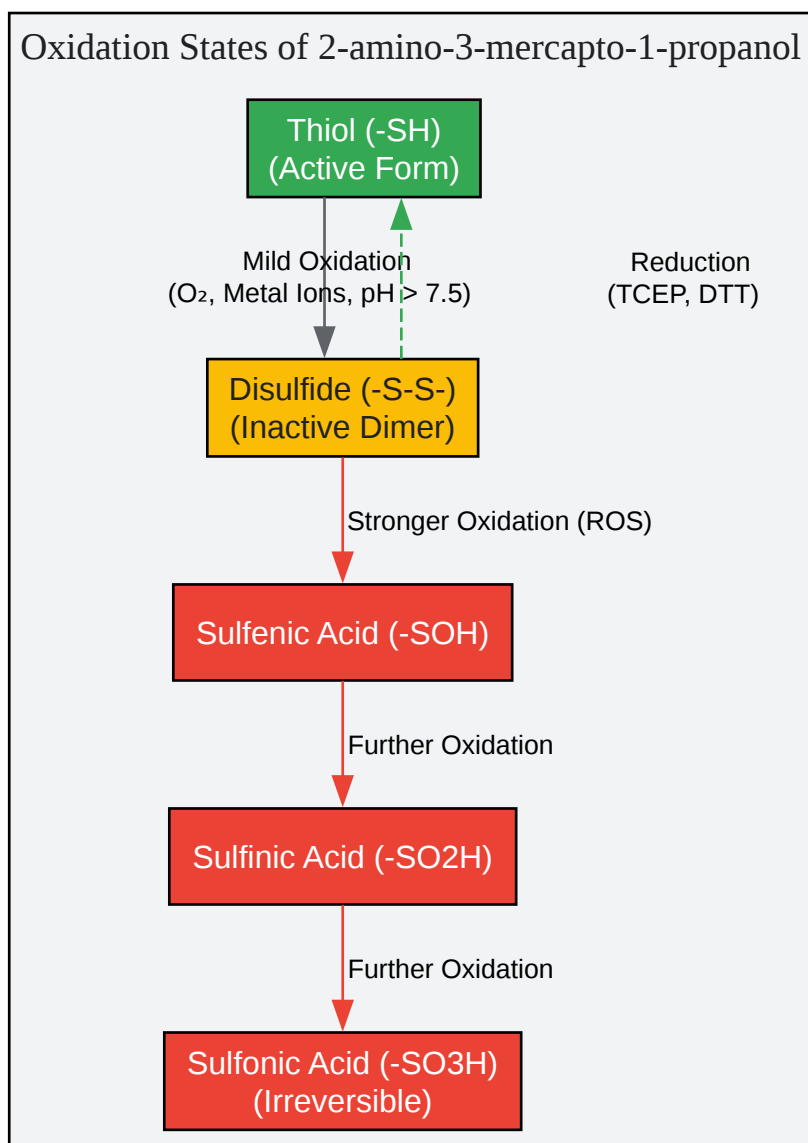 Oxidation States of 2-amino-3-mercapto-1-propanol
Thiol (-SH)
(Active Form)
Mild Oxidation
(O₂, Metal Ions, pH > 7.5)
Reduction
(TCEP, DTT)
Disulfide (-S-S-)
(Inactive Dimer)
Stronger Oxidation (ROS)
Sulfenic Acid (-SOH)
Further Oxidation
Sulfinic Acid (-SO2H)
Further Oxidation
Sulfonic Acid (-SO3H)
(Irreversible)